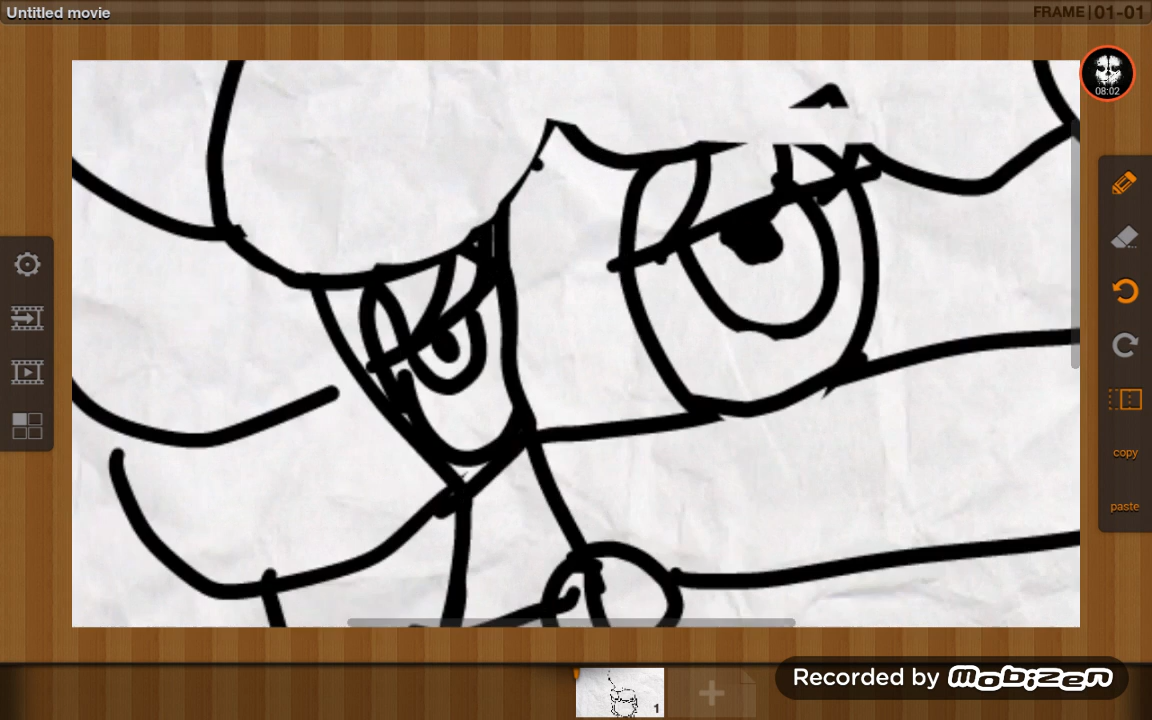 Untitled movie
FRAME | 01-01
08:02
copy
paste
1
Recorded by mobizen